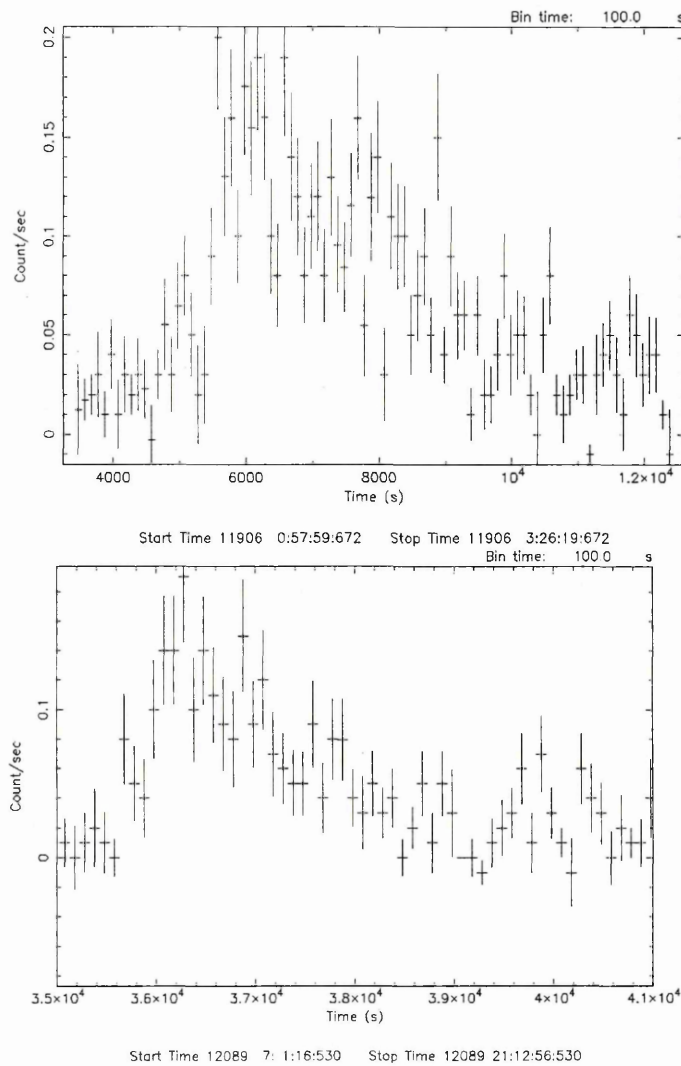 Bin time: 100.0 s
0.2
0.15
0.1
0.05
0
Count/sec
4000 6000 8000 10⁴ 1.2×10⁴
Time (s)
Start Time 11906 0:57:59:672 Stop Time 11906 3:26:19:672
Bin time: 100.0 s
0.1
0
Count/sec
3.5×10⁴ 3.6×10⁴ 3.7×10⁴ 3.8×10⁴ 3.9×10⁴ 4×10⁴ 4.1×10⁴
Time (s)
Start Time 12089 7: 1:16:530 Stop Time 12089 21:12:56:530